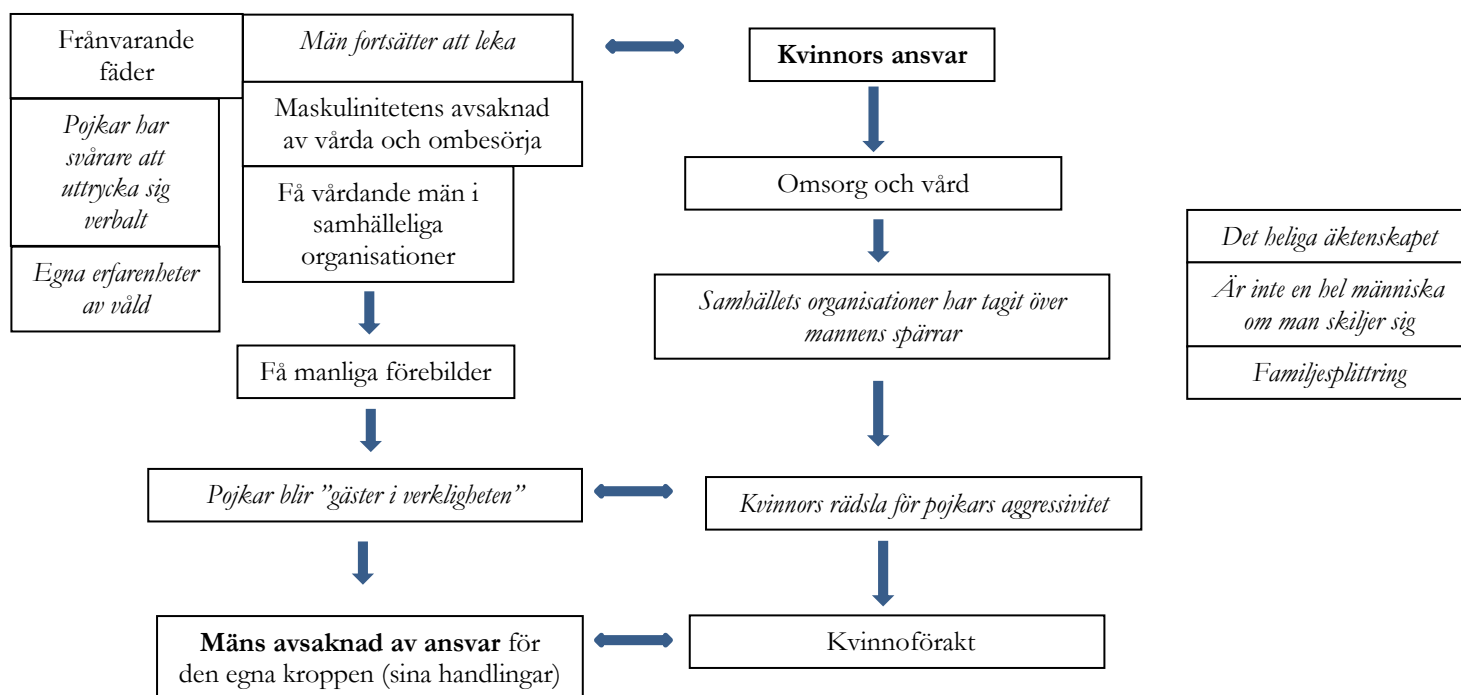 Frånvarande
fäder
Män fortsätter att leka
Kvinnors ansvar
Pojkar har
svårare att
uttrycka sig
verbalt
Maskulinitetens avsaknad
av vårda och ombesörja
Få vårdande män i
samhälleliga
organisationer
Omsorg och vård
Egna erfarenheter
av våld
Samhällets organisationer har tagit över
mannens spärrar
Det heliga äktenskapet
Är inte en hel människa
om man skiljer sig
Familjesplittring
Få manliga förebilder
Pojkar blir ”gäster i verkligheten”
Kvinnors rädsla för pojkars aggressivitet
Mäns avsaknad av ansvar för
den egna kroppen (sina handlingar)
Kvinnoförakt